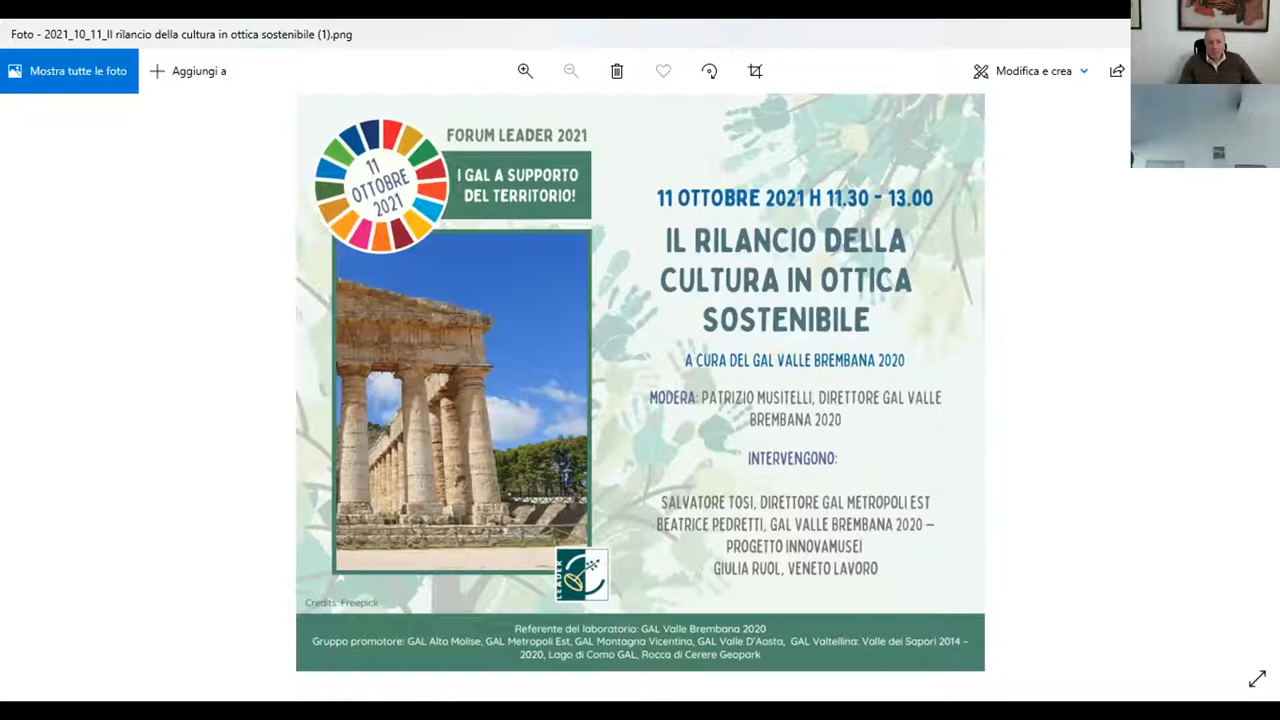 Foto - 2021_10_11_Il rilancio della cultura in ottica sostenibile (1).png
Mostra tutte le foto
Aggiungi a
Modifica e crea
11
OTTOBRE
2021
FORUM LEADER 2021
I GAL A SUPPORTO
DEL TERRITORIO!
11 OTTOBRE 2021 H 11.30 - 13.00
IL RILANCIO DELLA
CULTURA IN OTTICA
SOSTENIBILE
A CURA DEL GAL VALLE BREMBANA 2020
MODERA: PATRIZIO MUSITELLI, DIRETTORE GAL VALLE
BREMBANA 2020
INTERVENGONO:
SALVATORE TOSI, DIRETTORE GAL METROPOLI EST
BEATRICE PEDRETTI, GAL VALLE BREMBANA 2020 –
PROGETTO INNOVAMUSEI
GIULIA RUOL, VENETO LAVORO
LEADER
Credits: Freepick
Referente del laboratorio: GAL Valle Brembana 2020
Gruppo promotore: GAL Alto Molise, GAL Metropoli Est, GAL Montagna Vicentina, GAL Valle D'Aosta, GAL Valtellina: Valle dei Sapori 2014 –
2020, Lago di Como GAL, Rocca di Cerere Geopark